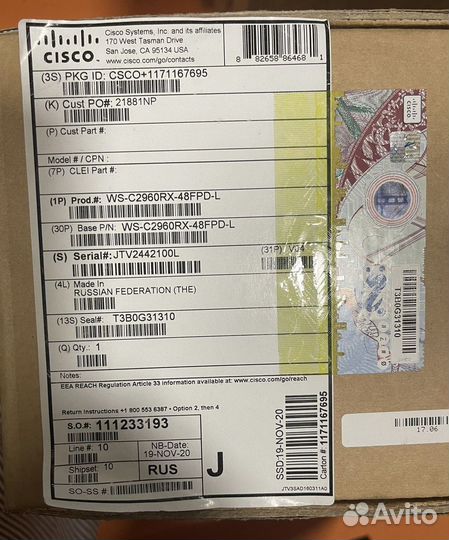 CISCO
Cisco Systems, Inc. and its affiliates
170 West Tasman Drive
San Jose, CA 95134 USA
www.cisco.com/go/contacts
8 82658 86468 1
(3S) PKG ID: CSCO+1171167695
(K) Cust PO#: 21881NP
(P) Cust Part #:
Model # / CPN :
(7P) CLEI Part #:
(1P) Prod.#: WS-C2960RX-48FPD-L
(30P) Base P/N: WS-C2960RX-48FPD-L
(S) Serial#:JTV2442100L
(31P) V04
(4L) Made In
RUSSIAN FEDERATION (THE)
(13S) Seal#: T3B0G31310
(Q) Qty.: 1
Notes:
EEA REACH Regulation Article 33 information available at: www.cisco.com/go/reach
Return Instructions +1 800 553 6387 • Option 2, then 4
S.O.#: 111233193
Line #: 10
NB-Date:
19-NOV-20
Shipset: 10
RUS
J
SO-SS #
SSD:19-NOV-20
Carton #: 1171167695
JTV3SAD160311A0
CISCO
T3B0G31310
17.06
Avito